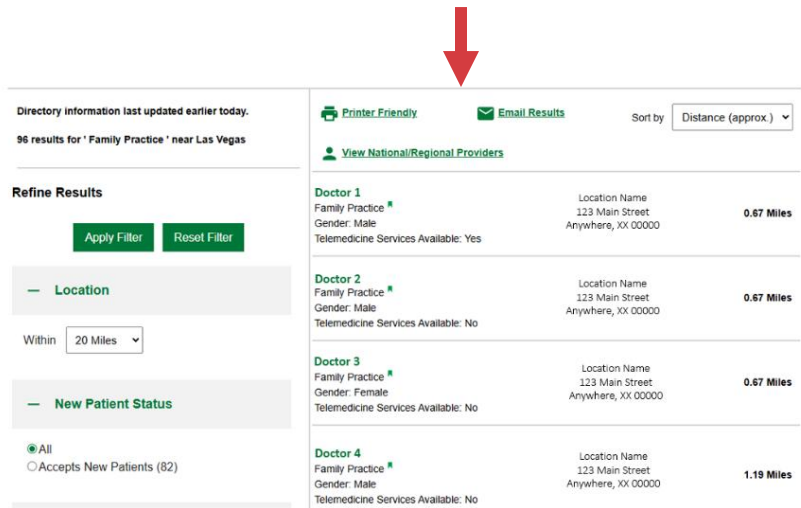 Directory information last updated earlier today.
96 results for ' Family Practice ' near Las Vegas
Refine Results
Apply Filter
Reset Filter
— Location
Within 20 Miles
— New Patient Status
All
Accepts New Patients (82)
Printer Friendly
Email Results
Sort by Distance (approx.)
View National/Regional Providers
Doctor 1
Family Practice
Gender: Male
Telemedicine Services Available: Yes
Location Name
123 Main Street
Anywhere, XX 00000
0.67 Miles
Doctor 2
Family Practice
Gender: Male
Telemedicine Services Available: No
Location Name
123 Main Street
Anywhere, XX 00000
0.67 Miles
Doctor 3
Family Practice
Gender: Female
Telemedicine Services Available: No
Location Name
123 Main Street
Anywhere, XX 00000
0.67 Miles
Doctor 4
Family Practice
Gender: Male
Telemedicine Services Available: No
Location Name
123 Main Street
Anywhere, XX 00000
1.19 Miles